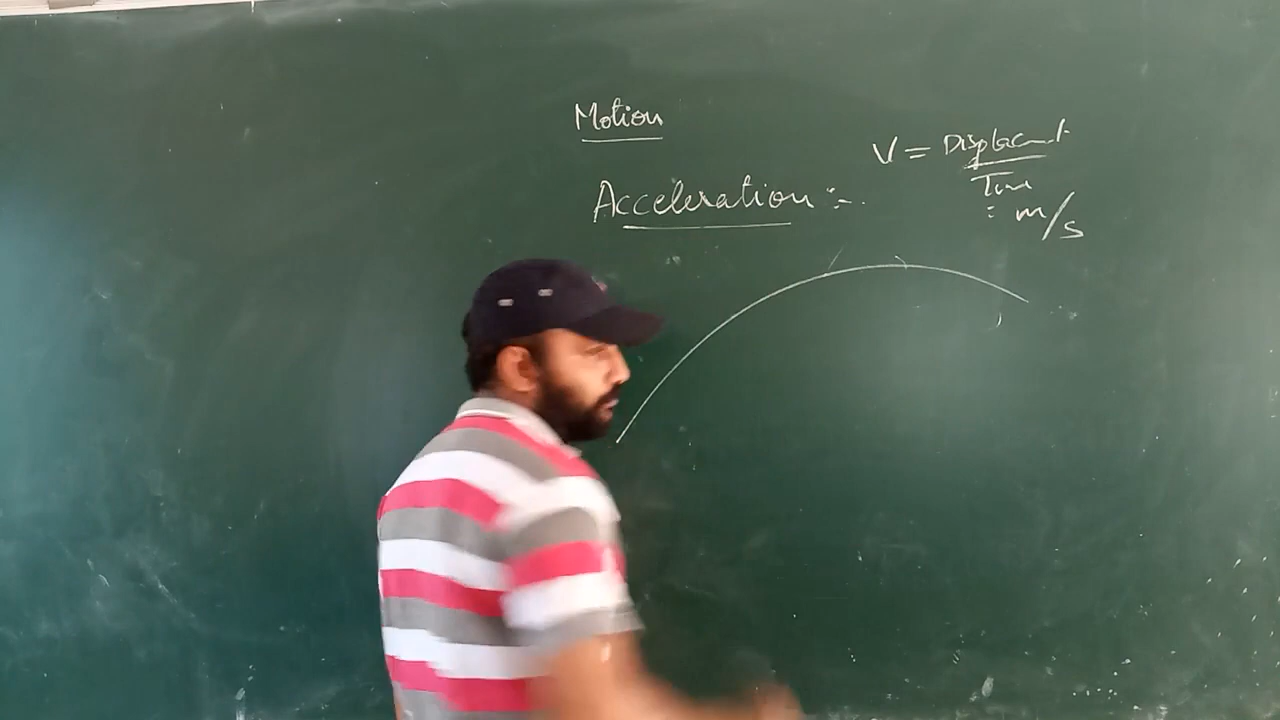 Motion
Acceleration :-
V = Displacement
Time
= m/s